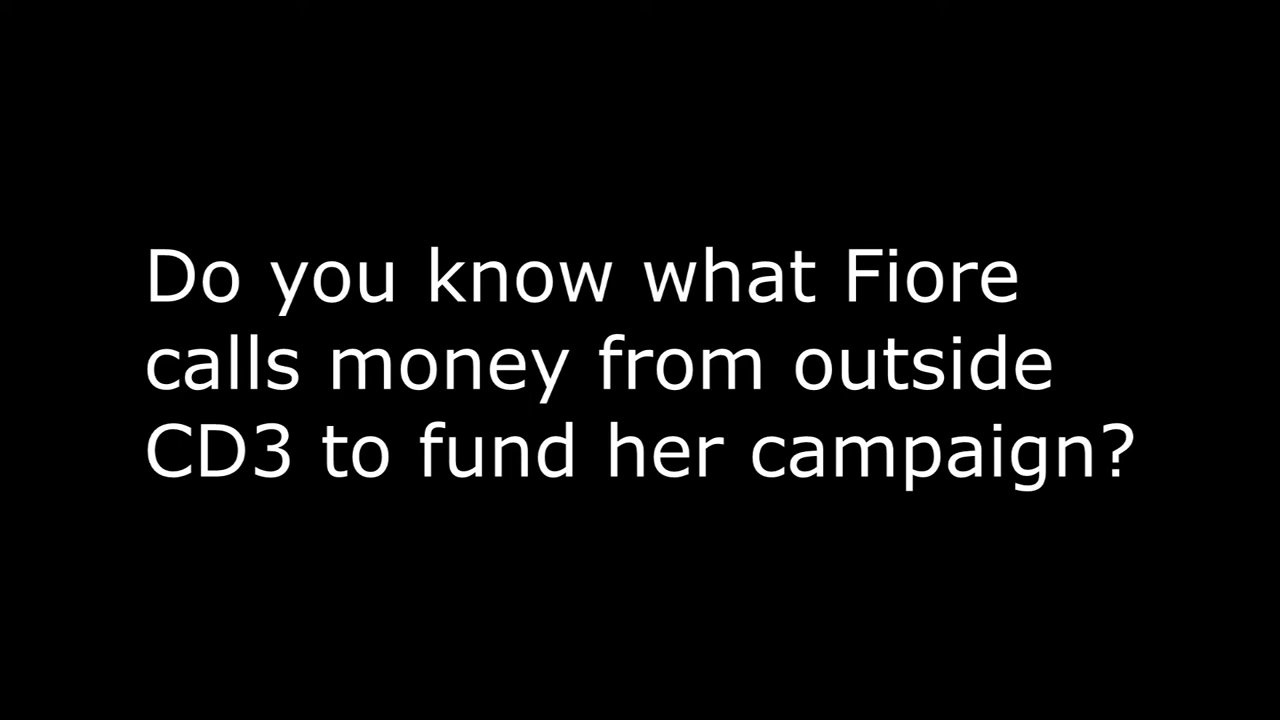 Do you know what Fiore
calls money from outside
CD3 to fund her campaign?